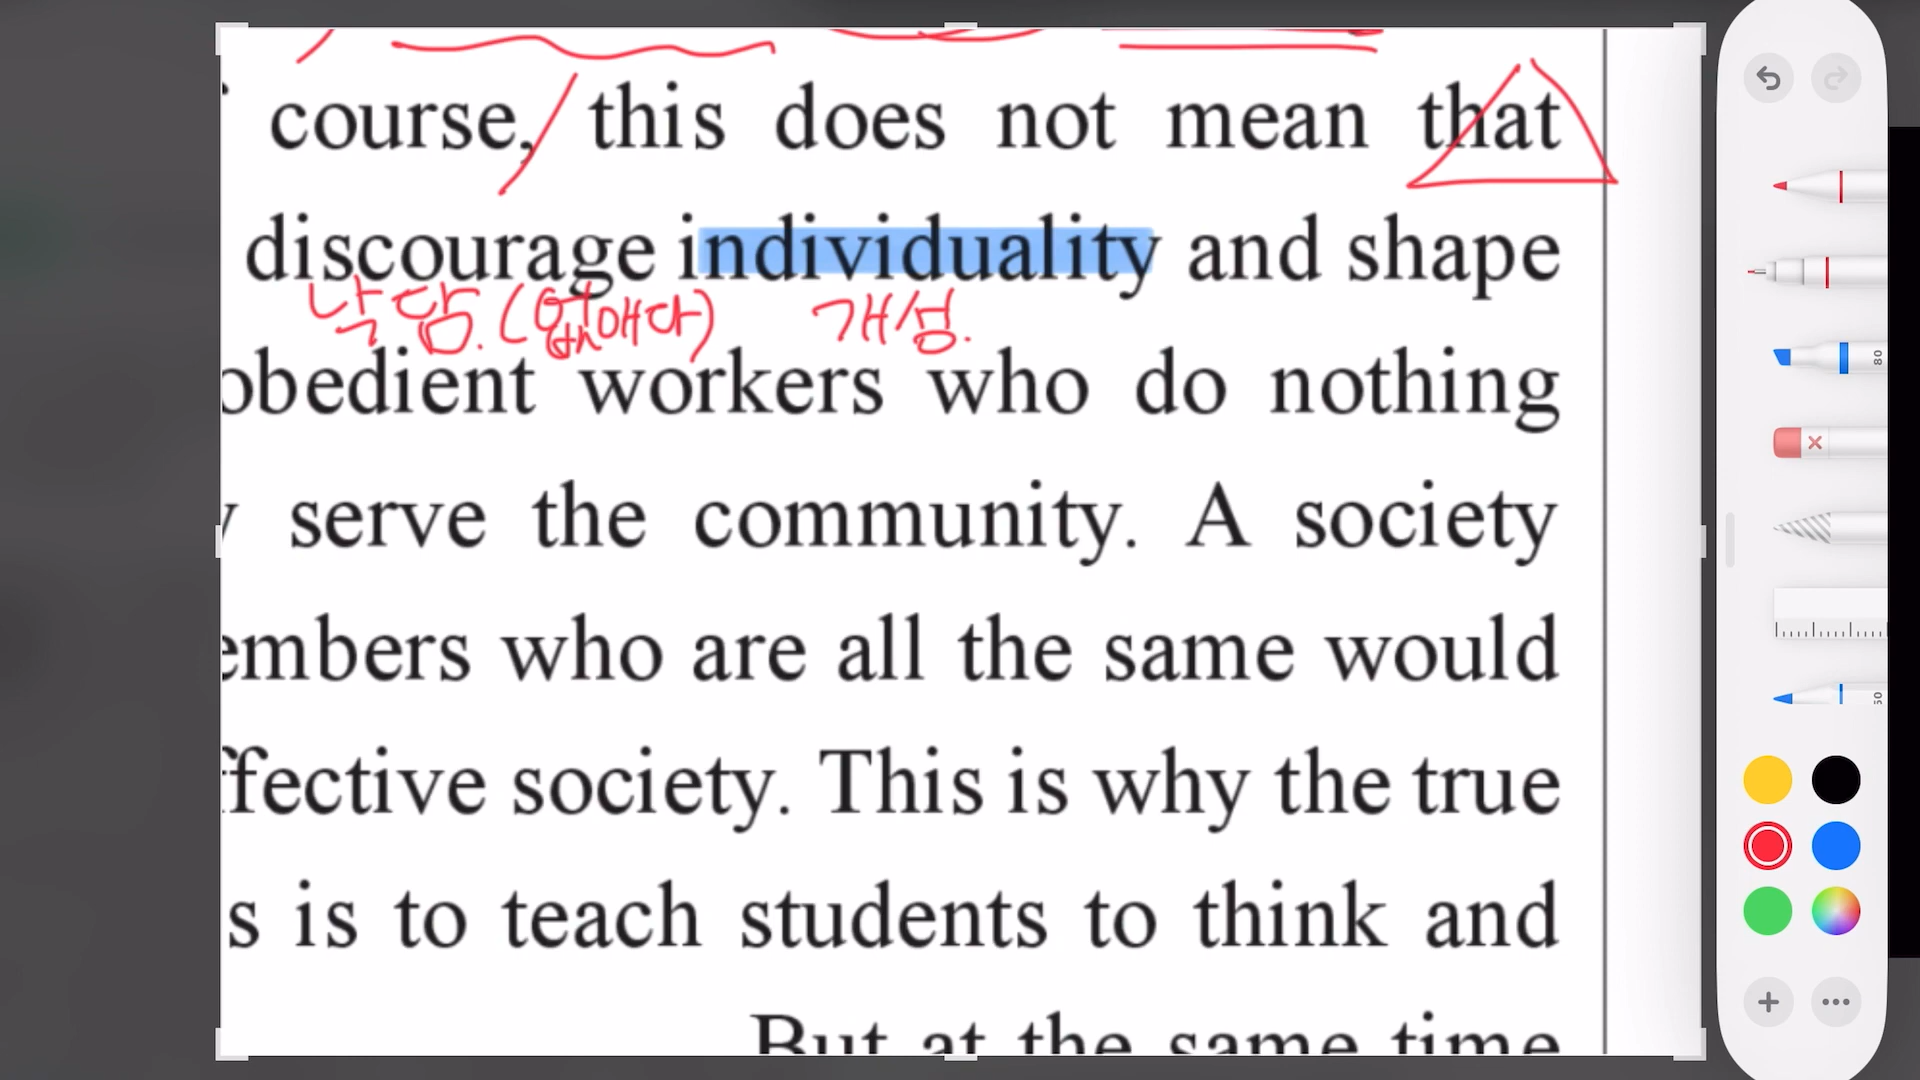 course, this does not mean that
discourage individuality and shape
낙담. (없애다) 개성.
obedient workers who do nothing
serve the community. A society
who are all the same would
society. This is why the true
s is to teach students to think and
But at the same time
80
50